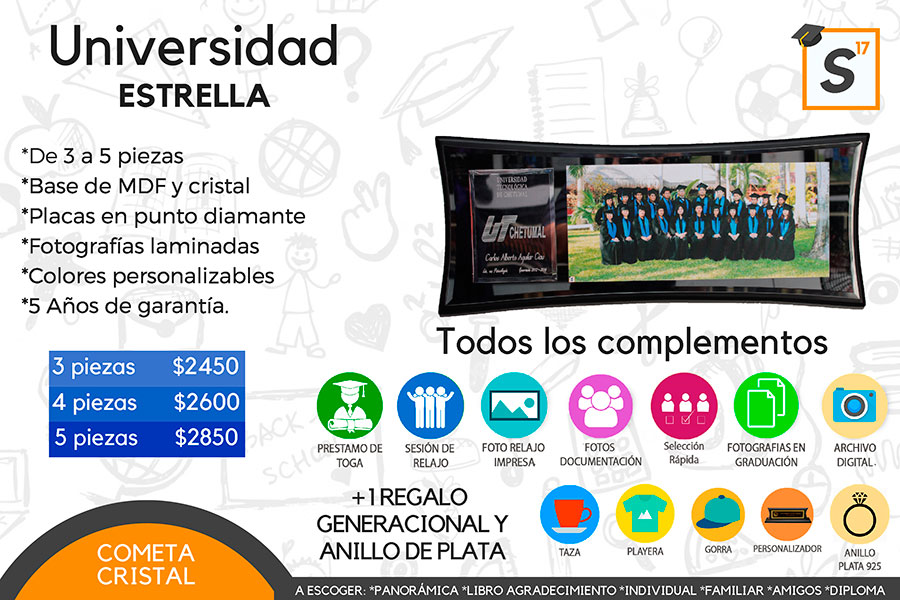 Universidad
ESTRELLA
S17
*De 3 a 5 piezas
*Base de MDF y cristal
*Placas en punto diamante
*Fotografías laminadas
*Colores personalizables
*5 Años de garantía.
UNIVERSIDAD
TECNOLÓGICA
DE CHETUMAL
UT
CHETUMAL
Carlos Alberto Aguilar
Todos los complementos
3 piezas $2450
4 piezas $2600
5 piezas $2850
PRESTAMO DE
TOGA
SESIÓN DE
RELAJO
FOTO RELAJO
IMPRESA
FOTOS
DOCUMENTACIÓN
Selección
Rápida
FOTOGRAFIAS EN
GRADUACIÓN
ARCHIVO
DIGITAL.
+1 REGALO
GENERACIONAL Y
ANILLO DE PLATA
TAZA
PLAYERA
GORRA
PERSONALIZADOR
ANILLO
PLATA 925
COMETA
CRISTAL
A ESCOGER: *PANORÁMICA *LIBRO AGRADECIMIENTO *INDIVIDUAL *FAMILIAR *AMIGOS *DIPLOMA